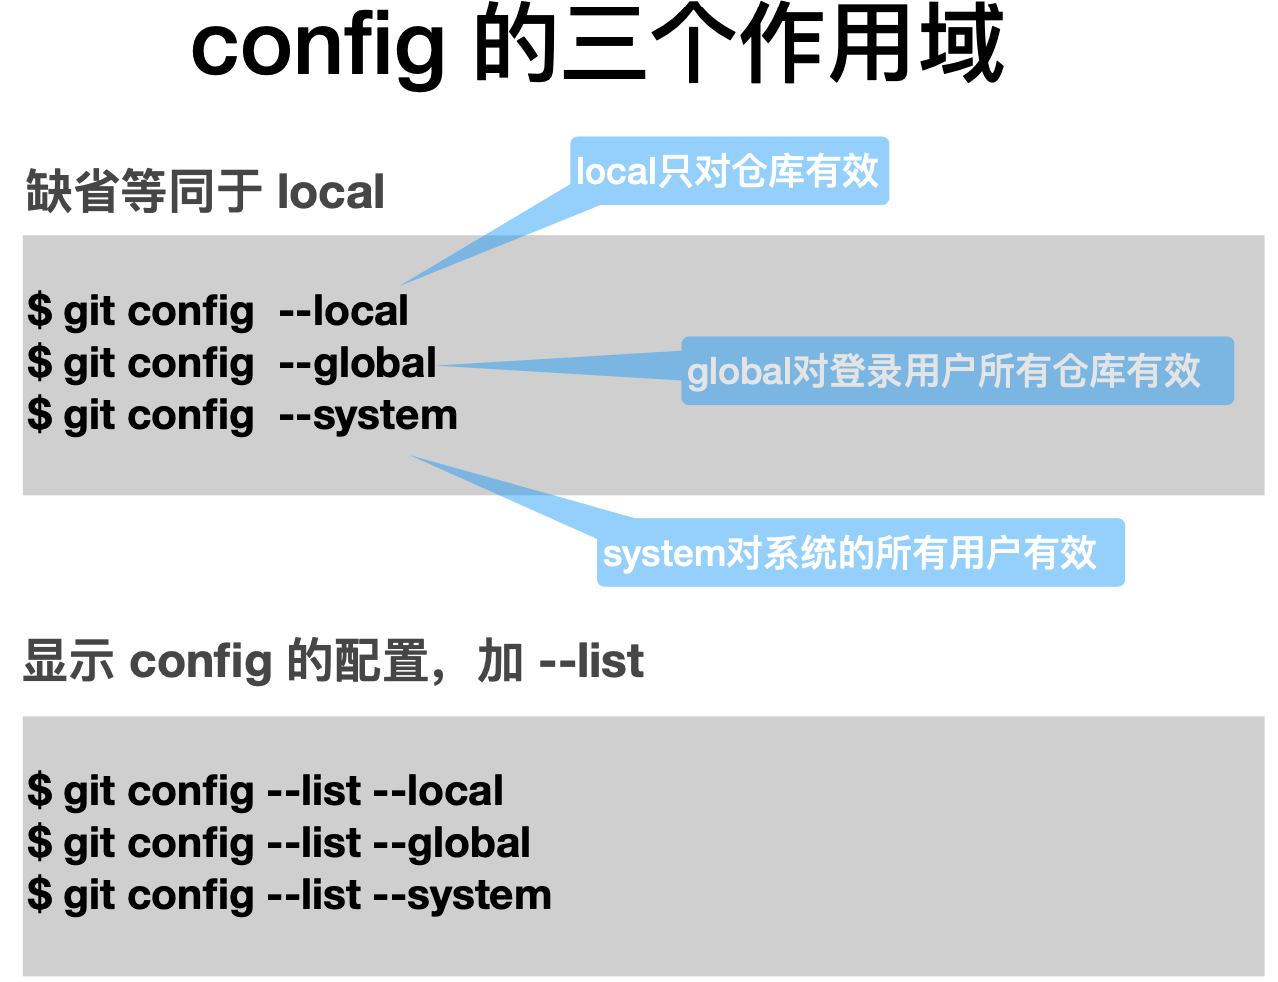 config 的三个作用域
local只对仓库有效
缺省等同于 local
$ git config  --local
$ git config  --global
global对登录用户所有仓库有效
$ git config  --system
system对系统的所有用户有效
显示 config 的配置，加 --list
$ git config --list --local
$ git config --list --global
$ git config --list --system